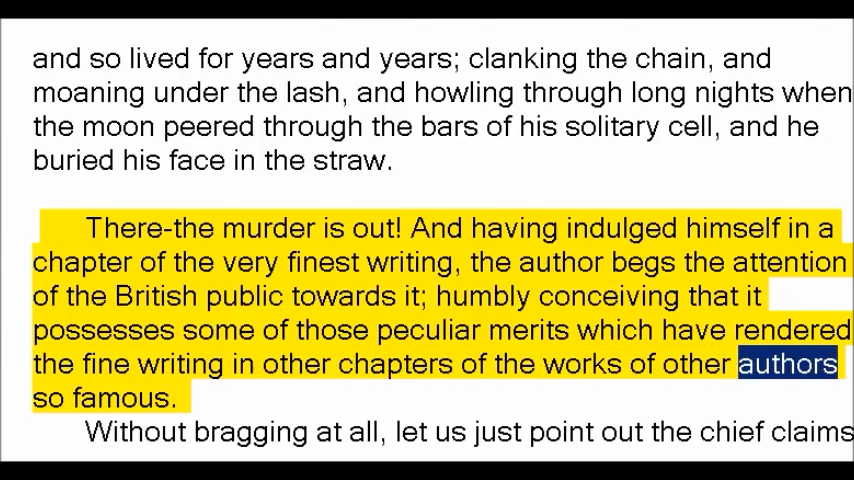 and so lived for years and years; clanking the chain, and
moaning under the lash, and howling through long nights when
the moon peered through the bars of his solitary cell, and he
buried his face in the straw.
There-the murder is out! And having indulged himself in a
chapter of the very finest writing, the author begs the attention
of the British public towards it; humbly conceiving that it
possesses some of those peculiar merits which have rendered
the fine writing in other chapters of the works of other authors
so famous.
Without bragging at all, let us just point out the chief claims